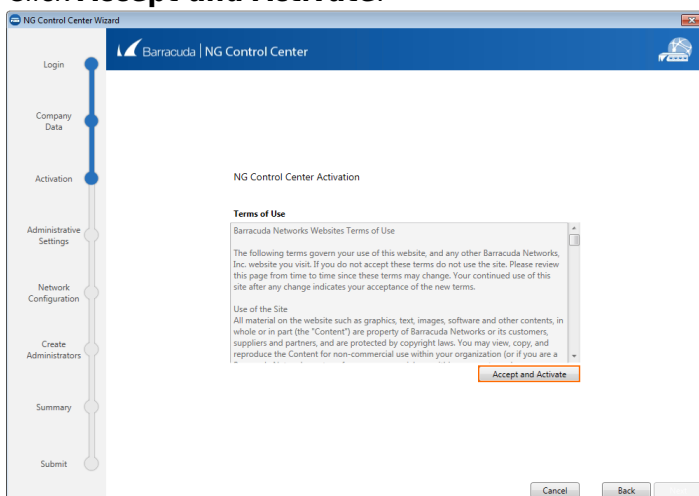 Click Accept and Activate.
NG Control Center Wizard
Barracuda | NG Control Center
Login
Company
Data
Activation
Administrative
Settings
Network
Configuration
Create
Administrators
Summary
Submit
NG Control Center Activation
Terms of Use
Barracuda Networks Websites Terms of Use
The following terms govern your use of this website, and any other Barracuda Networks,
Inc. website you visit. If you do not accept these terms do not use the site. Please review
this page from time to time since these terms may change. Your continued use of this
site after any change indicates your acceptance of the new terms.
Use of the Site
All material on the website such as graphics, text, images, software and other contents, in
whole or in part (the "Content") are property of Barracuda Networks or its customers,
suppliers and partners, and are protected by copyright laws. You may view, copy, and
reproduce the Content for non-commercial use within your organization (or if you are a
Accept and Activate
Cancel
Back